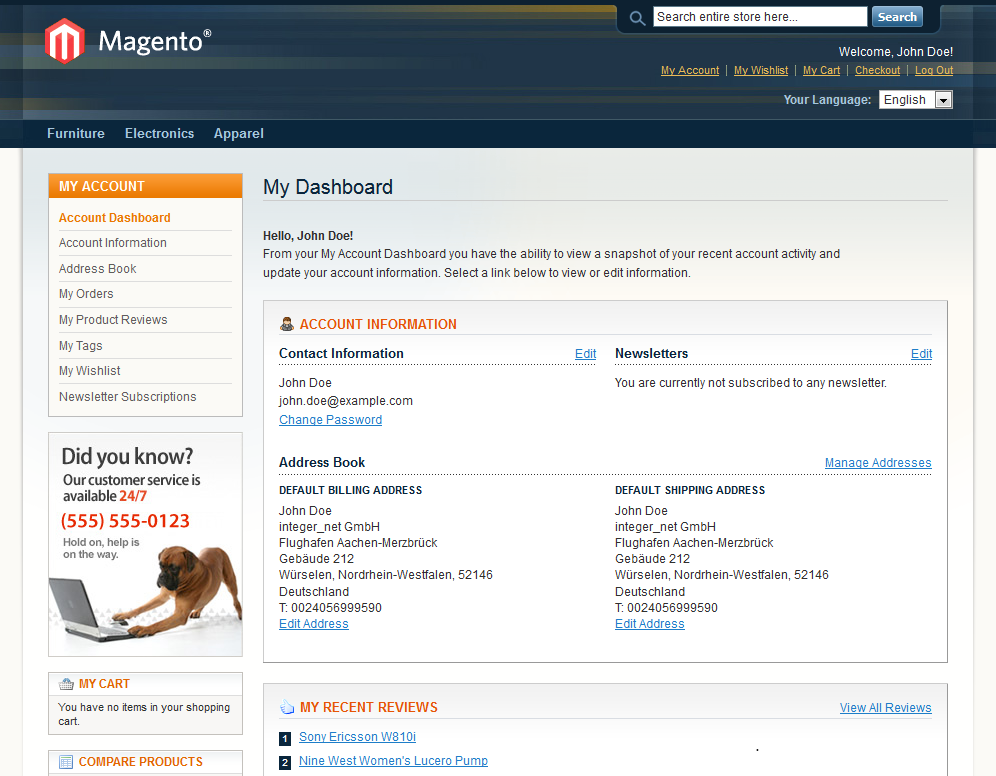 Search entire store here...
Search
Magento®
Welcome, John Doe!
My Account | My Wishlist | My Cart | Checkout | Log Out
Your Language: English
Furniture Electronics Apparel
MY ACCOUNT
Account Dashboard
Account Information
Address Book
My Orders
My Product Reviews
My Tags
My Wishlist
Newsletter Subscriptions
Did you know?
Our customer service is
available 24/7
(555) 555-0123
Hold on, help is
on the way.
MY CART
You have no items in your shopping
cart.
COMPARE PRODUCTS
My Dashboard
Hello, John Doe!
From your My Account Dashboard you have the ability to view a snapshot of your recent account activity and
update your account information. Select a link below to view or edit information.
ACCOUNT INFORMATION
Contact Information Edit
John Doe
john.doe@example.com
Change Password
Newsletters Edit
You are currently not subscribed to any newsletter.
Address Book Manage Addresses
DEFAULT BILLING ADDRESS
John Doe
integer_net GmbH
Flughafen Aachen-Merzbrück
Gebäude 212
Würselen, Nordrhein-Westfalen, 52146
Deutschland
T: 0024056999590
Edit Address
DEFAULT SHIPPING ADDRESS
John Doe
integer_net GmbH
Flughafen Aachen-Merzbrück
Gebäude 212
Würselen, Nordrhein-Westfalen, 52146
Deutschland
T: 0024056999590
Edit Address
MY RECENT REVIEWS View All Reviews
1 Sony Ericsson W810i
2 Nine West Women's Lucero Pump